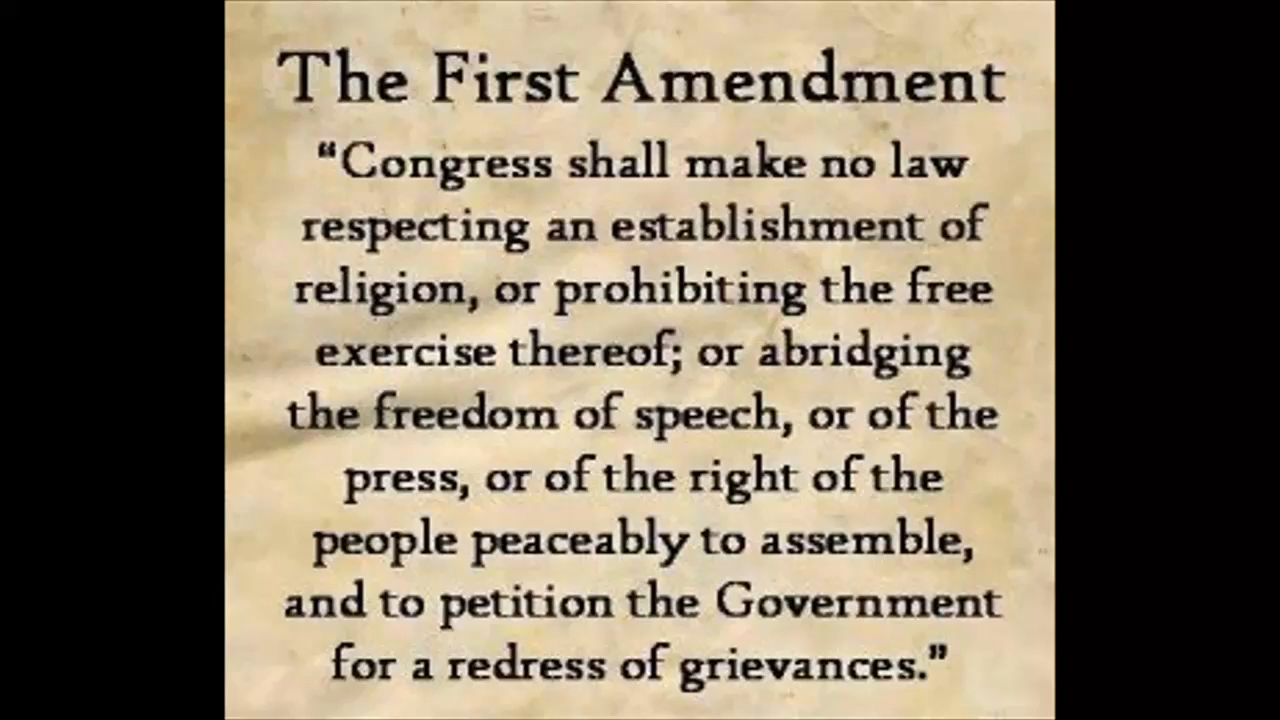 The First Amendment
“Congress shall make no law
respecting an establishment of
religion, or prohibiting the free
exercise thereof; or abridging
the freedom of speech, or of the
press, or of the right of the
people peaceably to assemble,
and to petition the Government
for a redress of grievances.”